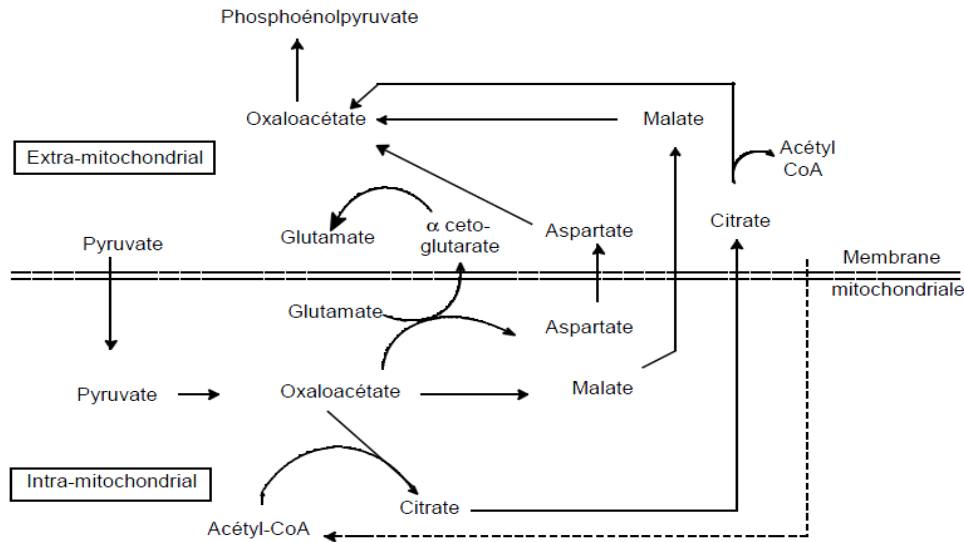 Phosphoénolpyruvate
Oxaloacétate
Malate
Extra-mitochondrial
Acétyl
CoA
Citrate
Glutamate
α ceto-
glutarate
Aspartate
Pyruvate
Membrane
mitochondriale
Glutamate
Aspartate
Pyruvate
Oxaloacétate
Malate
Intra-mitochondrial
Citrate
Acétyl-CoA